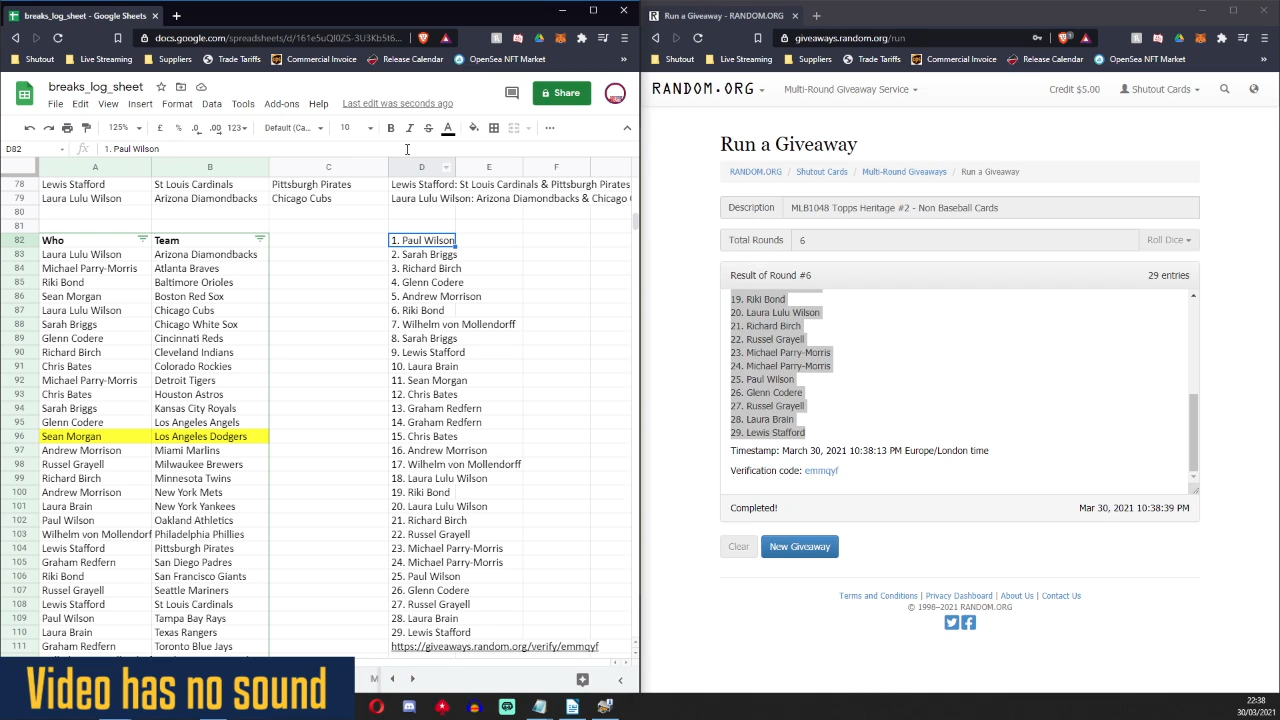 breaks_log_sheet - Google Sheets
docs.google.com/spreadsheets/d/161e5uQl0ZS-3U3Kb5t6...
Shutout Live Streaming Suppliers Trade Tariffs Commercial Invoice Release Calendar OpenSea NFT Market »
breaks_log_sheet
File Edit View Insert Format Data Tools Add-ons Help Last edit was seconds ago
Share
125% £ % .0 .00 123 Default (Ca... 10 B I S A
D82 fx 1. Paul Wilson
A B C D E F
78 Lewis Stafford St Louis Cardinals Pittsburgh Pirates Lewis Stafford: St Louis Cardinals & Pittsburgh Pirates
79 Laura Lulu Wilson Arizona Diamondbacks Chicago Cubs Laura Lulu Wilson: Arizona Diamondbacks & Chicago C
80
81
82 Who Team 1. Paul Wilson
83 Laura Lulu Wilson Arizona Diamondbacks 2. Sarah Briggs
84 Michael Parry-Morris Atlanta Braves 3. Richard Birch
85 Riki Bond Baltimore Orioles 4. Glenn Codere
86 Sean Morgan Boston Red Sox 5. Andrew Morrison
87 Laura Lulu Wilson Chicago Cubs 6. Riki Bond
88 Sarah Briggs Chicago White Sox 7. Wilhelm von Mollendorff
89 Glenn Codere Cincinnati Reds 8. Sarah Briggs
90 Richard Birch Cleveland Indians 9. Lewis Stafford
91 Chris Bates Colorado Rockies 10. Laura Brain
92 Michael Parry-Morris Detroit Tigers 11. Sean Morgan
93 Chris Bates Houston Astros 12. Chris Bates
94 Sarah Briggs Kansas City Royals 13. Graham Redfern
95 Glenn Codere Los Angeles Angels 14. Graham Redfern
96 Sean Morgan Los Angeles Dodgers 15. Chris Bates
97 Andrew Morrison Miami Marlins 16. Andrew Morrison
98 Russel Grayell Milwaukee Brewers 17. Wilhelm von Mollendorff
99 Richard Birch Minnesota Twins 18. Laura Lulu Wilson
100 Andrew Morrison New York Mets 19. Riki Bond
101 Laura Brain New York Yankees 20. Laura Lulu Wilson
102 Paul Wilson Oakland Athletics 21. Richard Birch
103 Wilhelm von Mollendorf Philadelphia Phillies 22. Russel Grayell
104 Lewis Stafford Pittsburgh Pirates 23. Michael Parry-Morris
105 Graham Redfern San Diego Padres 24. Michael Parry-Morris
106 Riki Bond San Francisco Giants 25. Paul Wilson
107 Russel Grayell Seattle Mariners 26. Glenn Codere
108 Lewis Stafford St Louis Cardinals 27. Russel Grayell
109 Paul Wilson Tampa Bay Rays 28. Laura Brain
110 Laura Brain Texas Rangers 29. Lewis Stafford
111 Graham Redfern Toronto Blue Jays https://giveaways.random.org/verify/emmqyf
M
Video has no sound
Run a Giveaway - RANDOM.ORG
giveaways.random.org/run
Shutout Live Streaming Suppliers Trade Tariffs Commercial Invoice Release Calendar OpenSea NFT Market »
RANDOM.ORG Multi-Round Giveaway Service Credit $5.00 Shutout Cards
Run a Giveaway
RANDOM.ORG Shutout Cards Multi-Round Giveaways Run a Giveaway
Description MLB1048 Topps Heritage #2 - Non Baseball Cards
Total Rounds 6 Roll Dice
Result of Round #6 29 entries
19. Riki Bond
20. Laura Lulu Wilson
21. Richard Birch
22. Russel Grayell
23. Michael Parry-Morris
24. Michael Parry-Morris
25. Paul Wilson
26. Glenn Codere
27. Russel Grayell
28. Laura Brain
29. Lewis Stafford
Timestamp: March 30, 2021 10:38:13 PM Europe/London time
Verification code: emmqyf
Completed! Mar 30, 2021 10:38:39 PM
Clear New Giveaway
Terms and Conditions | Privacy Dashboard | About Us | Contact Us
© 1998–2021 RANDOM.ORG
22:38
30/03/2021